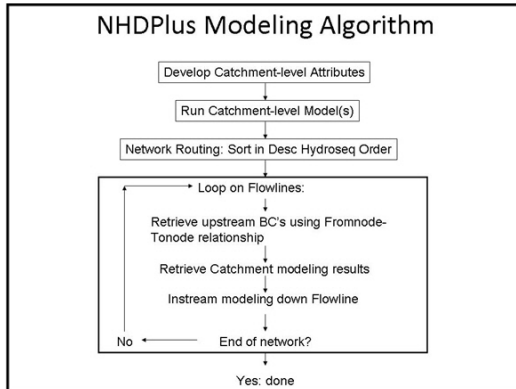 NHDPlus Modeling Algorithm
Develop Catchment-level Attributes
Run Catchment-level Model(s)
Network Routing: Sort in Desc Hydroseq Order
Loop on Flowlines:
Retrieve upstream BC's using Fromnode-
Tonode relationship
Retrieve Catchment modeling results
Instream modeling down Flowline
No
End of network?
Yes: done